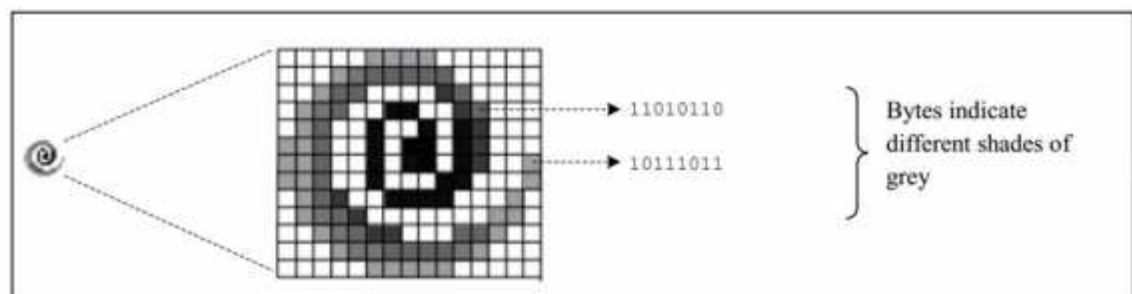 11010110
10111011
Bytes indicate
different shades of
grey